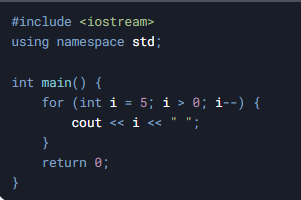 #include <iostream>
using namespace std;

int main() {
    for (int i = 5; i > 0; i--) {
        cout << i << " ";
    }
    return 0;
}